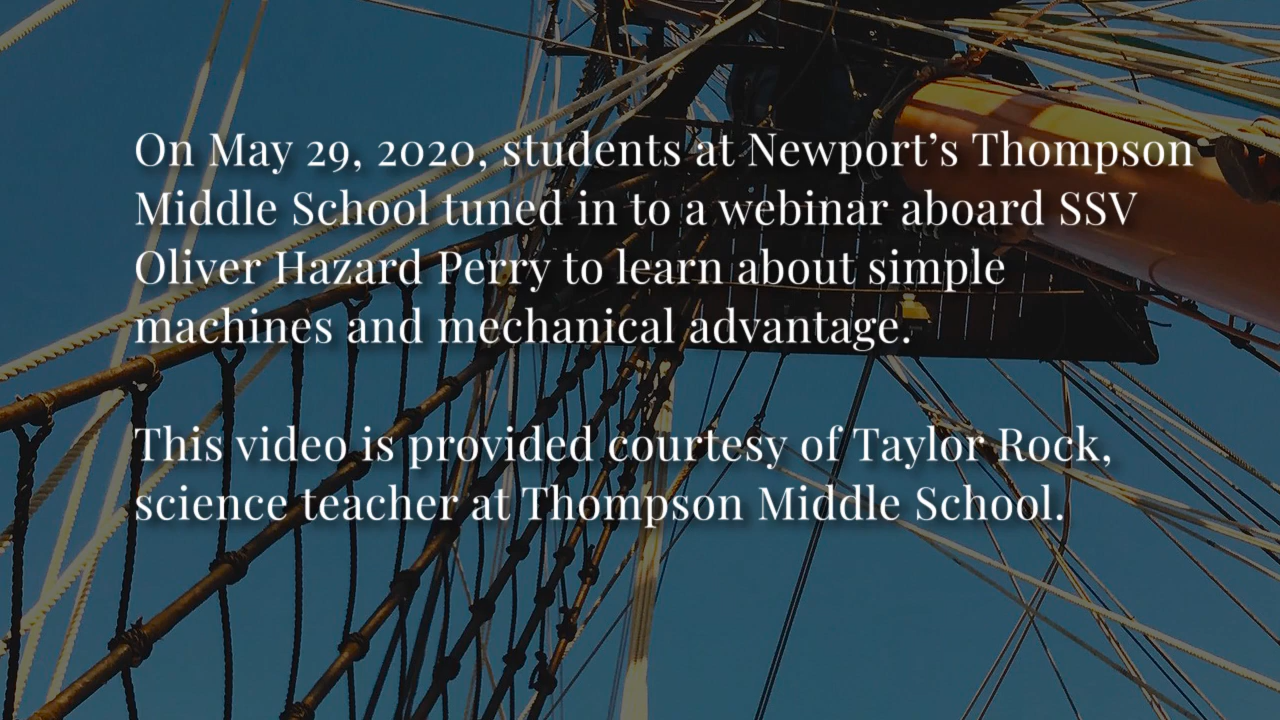 On May 29, 2020, students at Newport’s Thompson
Middle School tuned in to a webinar aboard SSV
Oliver Hazard Perry to learn about simple
machines and mechanical advantage.
This video is provided courtesy of Taylor Rock,
science teacher at Thompson Middle School.